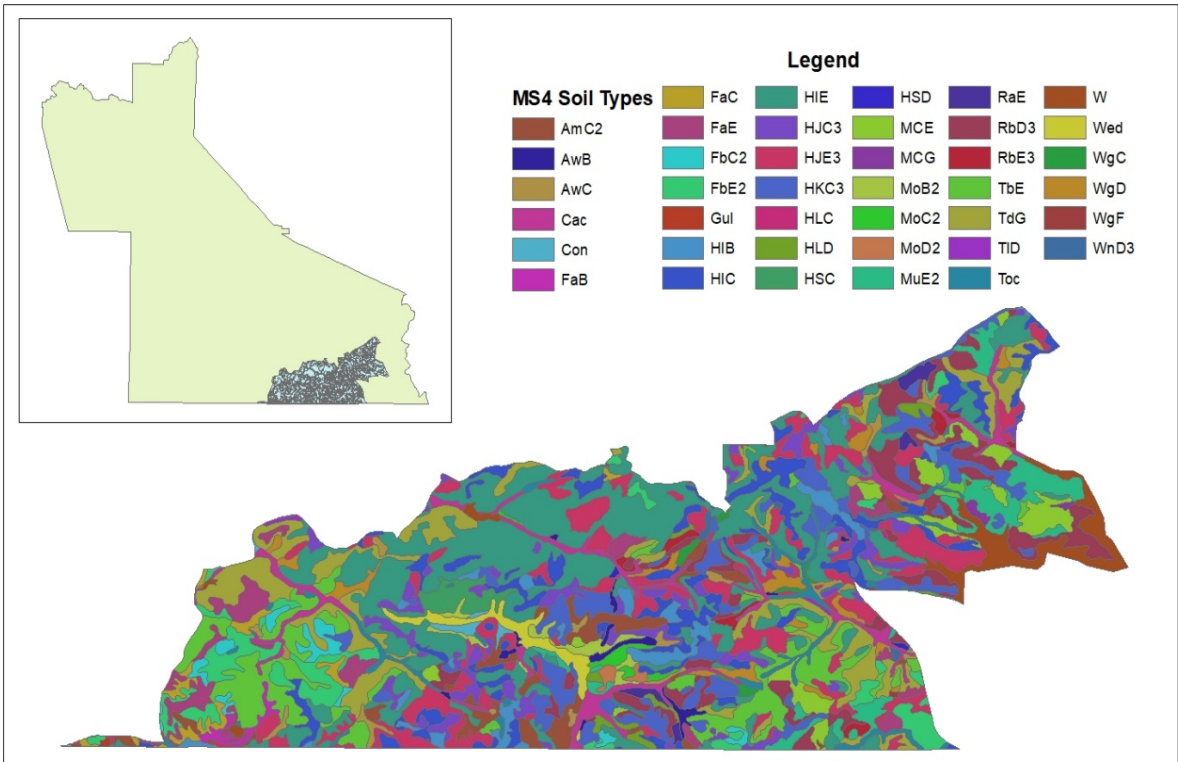 Legend
MS4 Soil Types
AmC2
AwB
AwC
Cac
Con
FaB
FaC
FaE
FbC2
FbE2
Gul
HIB
HIC
HIE
HJC3
HJE3
HKC3
HLC
HLD
HSC
HSD
MCE
MCG
MoB2
MoC2
MoD2
MuE2
RaE
RbD3
RbE3
TbE
TdG
TID
Toc
W
Wed
WgC
WgD
WgF
WnD3